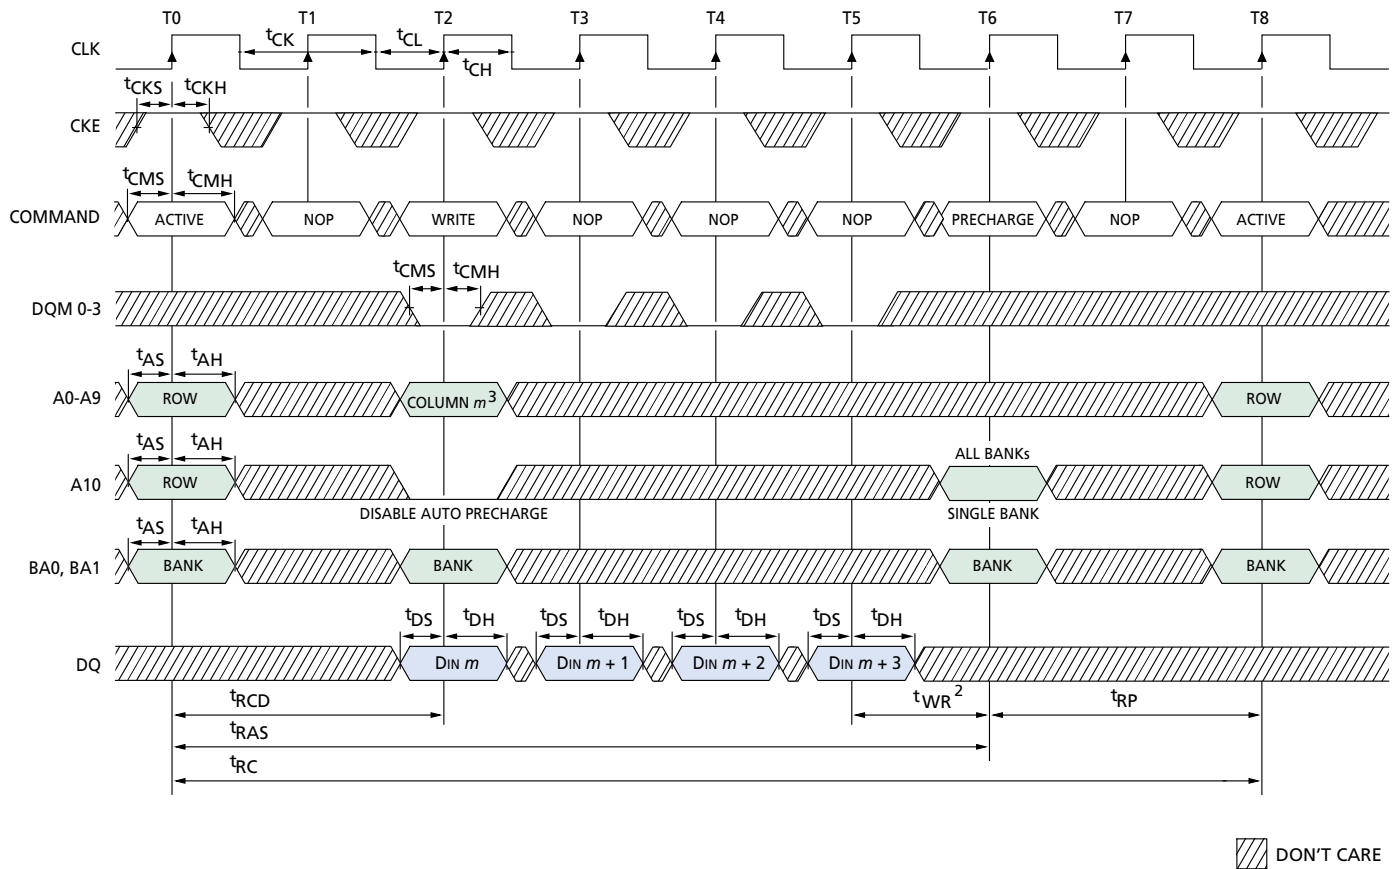 T0 T1 T2 T3 T4 T5 T6 T7 T8
CLK tCK tCL
tCH
tCKS tCKH
CKE
tCMS tCMH
COMMAND ACTIVE NOP WRITE NOP NOP NOP PRECHARGE NOP ACTIVE
tCMS tCMH
DQM 0-3
tAS tAH
A0-A9 ROW COLUMN m3 ROW
tAS tAH
ALL BANKs
A10 ROW ROW
DISABLE AUTO PRECHARGE SINGLE BANK
tAS tAH
BA0, BA1 BANK BANK BANK BANK
tDS tDH tDS tDH tDS tDH tDS tDH
DQ DIN m DIN m + 1 DIN m + 2 DIN m + 3
tRCD tWR2 tRP
tRAS
tRC
DON'T CARE